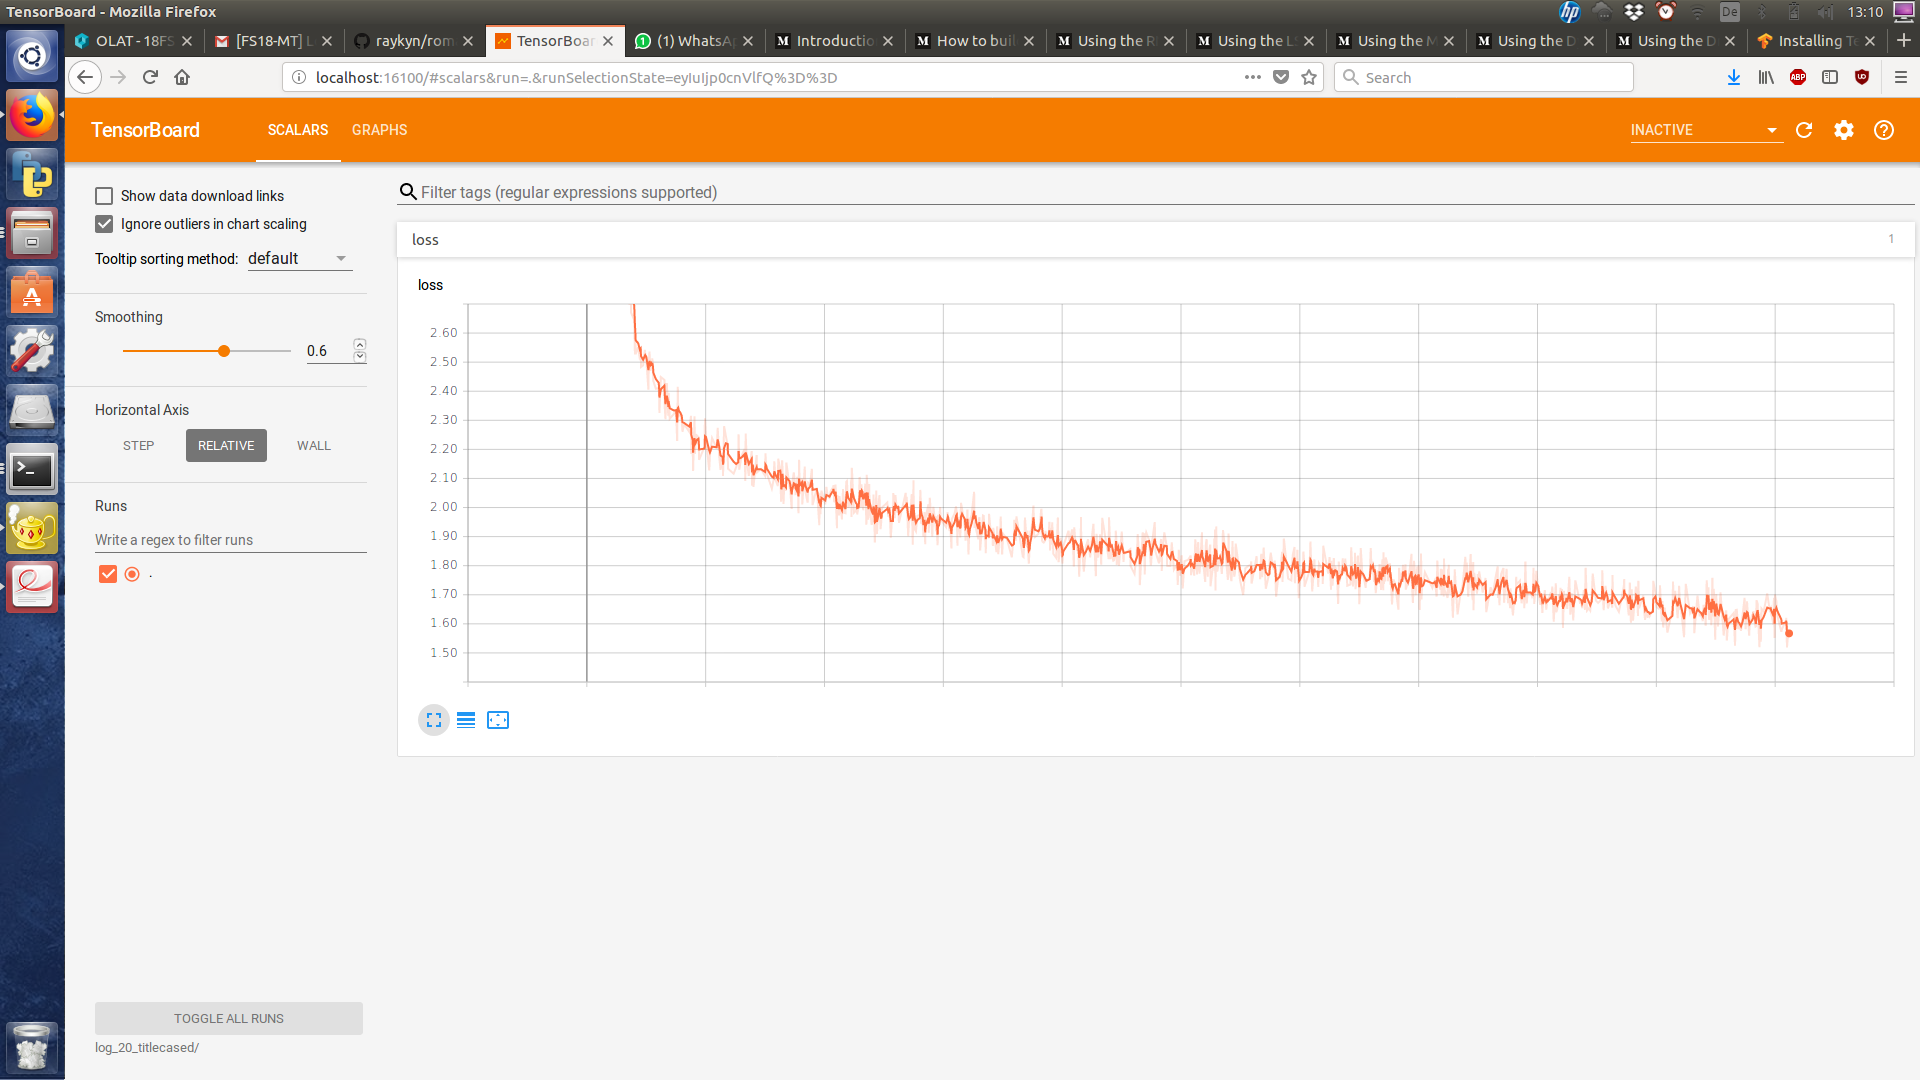 TensorBoard - Mozilla Firefox
De 13:10
OLAT - 18FS
[FS18-MT] L
raykyn/rom
TensorBoar
(1) WhatsAp
Introductio
How to buil
Using the R
Using the L
Using the M
Using the D
Using the D
Installing Te
localhost:16100/#scalars&run=.&runSelectionState=eyIuIjp0cnVlfQ%3D%3D
Search
ABP
TensorBoard
SCALARS
GRAPHS
INACTIVE
Show data download links
Ignore outliers in chart scaling
Tooltip sorting method: default
Smoothing
0.6
Horizontal Axis
STEP RELATIVE WALL
Runs
Write a regex to filter runs
.
TOGGLE ALL RUNS
log_20_titlecased/
Filter tags (regular expressions supported)
loss 1
loss
2.60
2.50
2.40
2.30
2.20
2.10
2.00
1.90
1.80
1.70
1.60
1.50